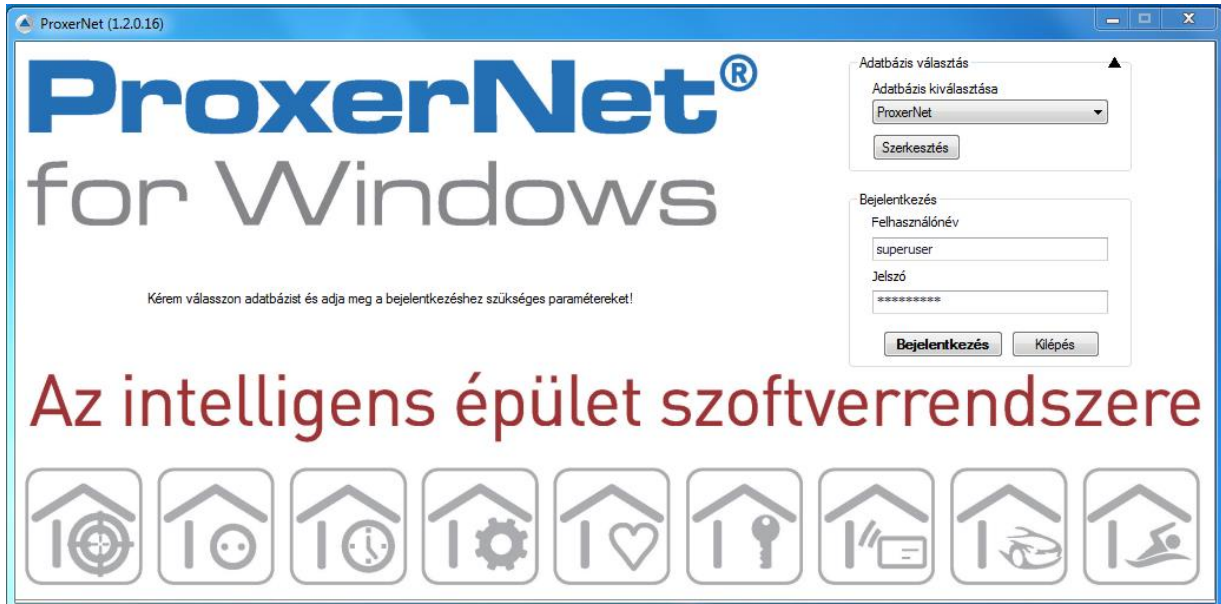 ProxerNet (1.2.0.16)
ProxerNet®
for Windows
Kérem válasszon adatbázist és adja meg a bejelentkezéshez szükséges paramétereket!
Adatbázis választás
Adatbázis kiválasztása
ProxerNet
Szerkesztés
Bejelentkezés
Felhasználónév
superuser
Jelszó
*********
Bejelentkezés Kilépés
Az intelligens épület szoftverrendszere